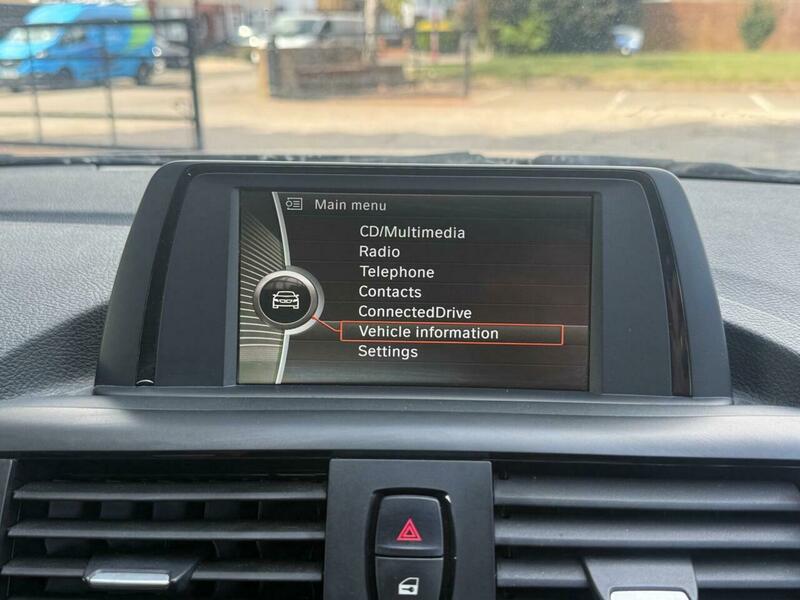 Main menu
CD/Multimedia
Radio
Telephone
Contacts
ConnectedDrive
Vehicle information
Settings